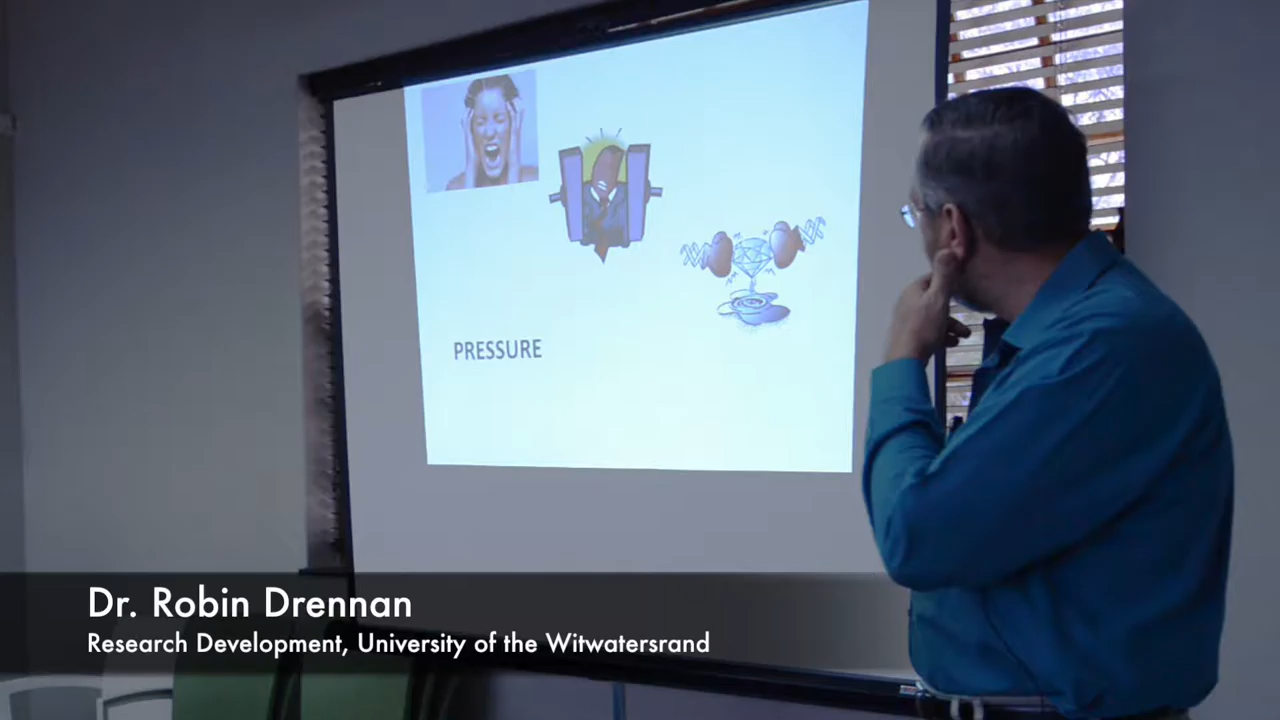 PRESSURE
Dr. Robin Drennan
Research Development, University of the Witwatersrand